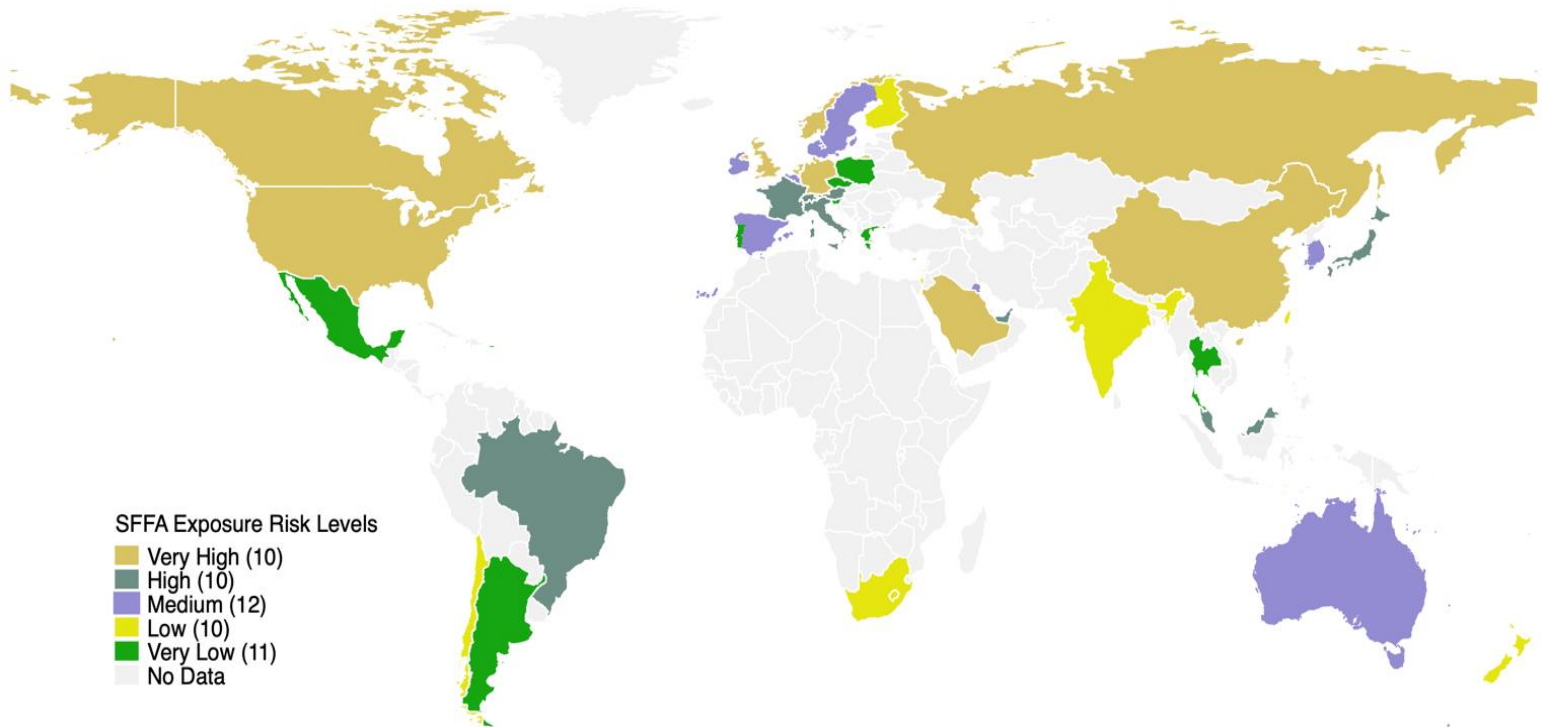 SFFA Exposure Risk Levels
Very High (10)
High (10)
Medium (12)
Low (10)
Very Low (11)
No Data